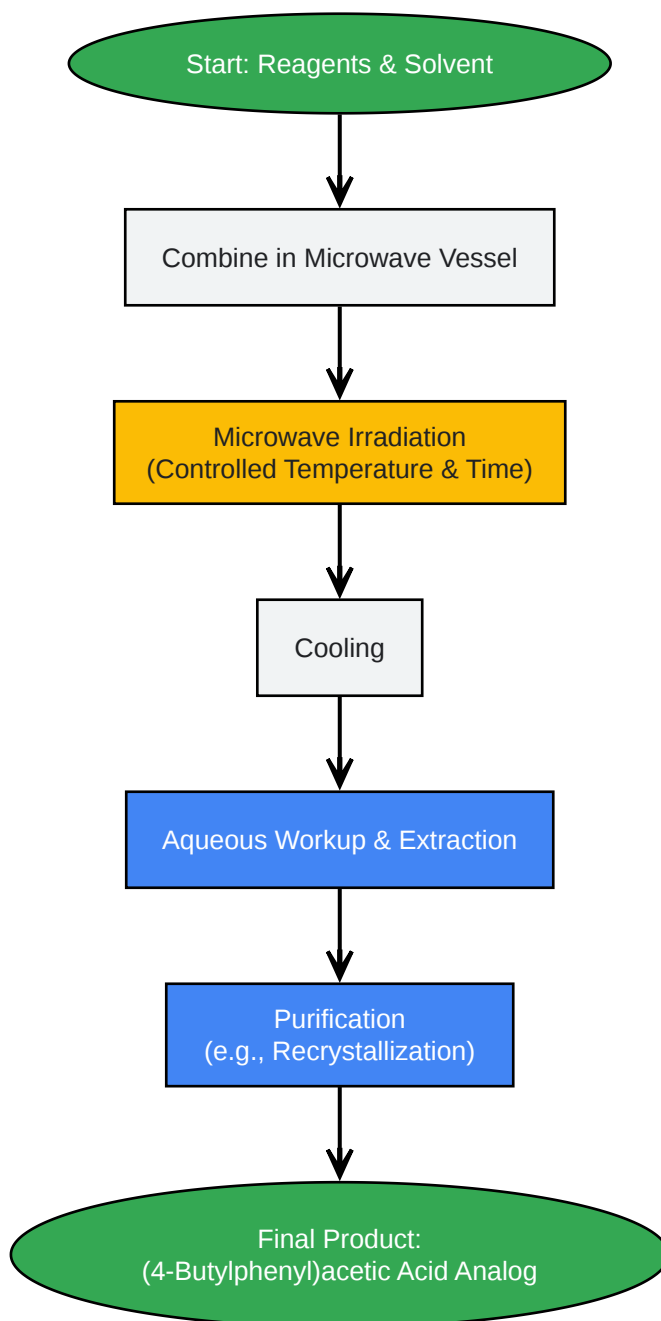 Start: Reagents & Solvent
Combine in Microwave Vessel
Microwave Irradiation
(Controlled Temperature & Time)
Cooling
Aqueous Workup & Extraction
Purification
(e.g., Recrystallization)
Final Product:
(4-Butylphenyl)acetic Acid Analog